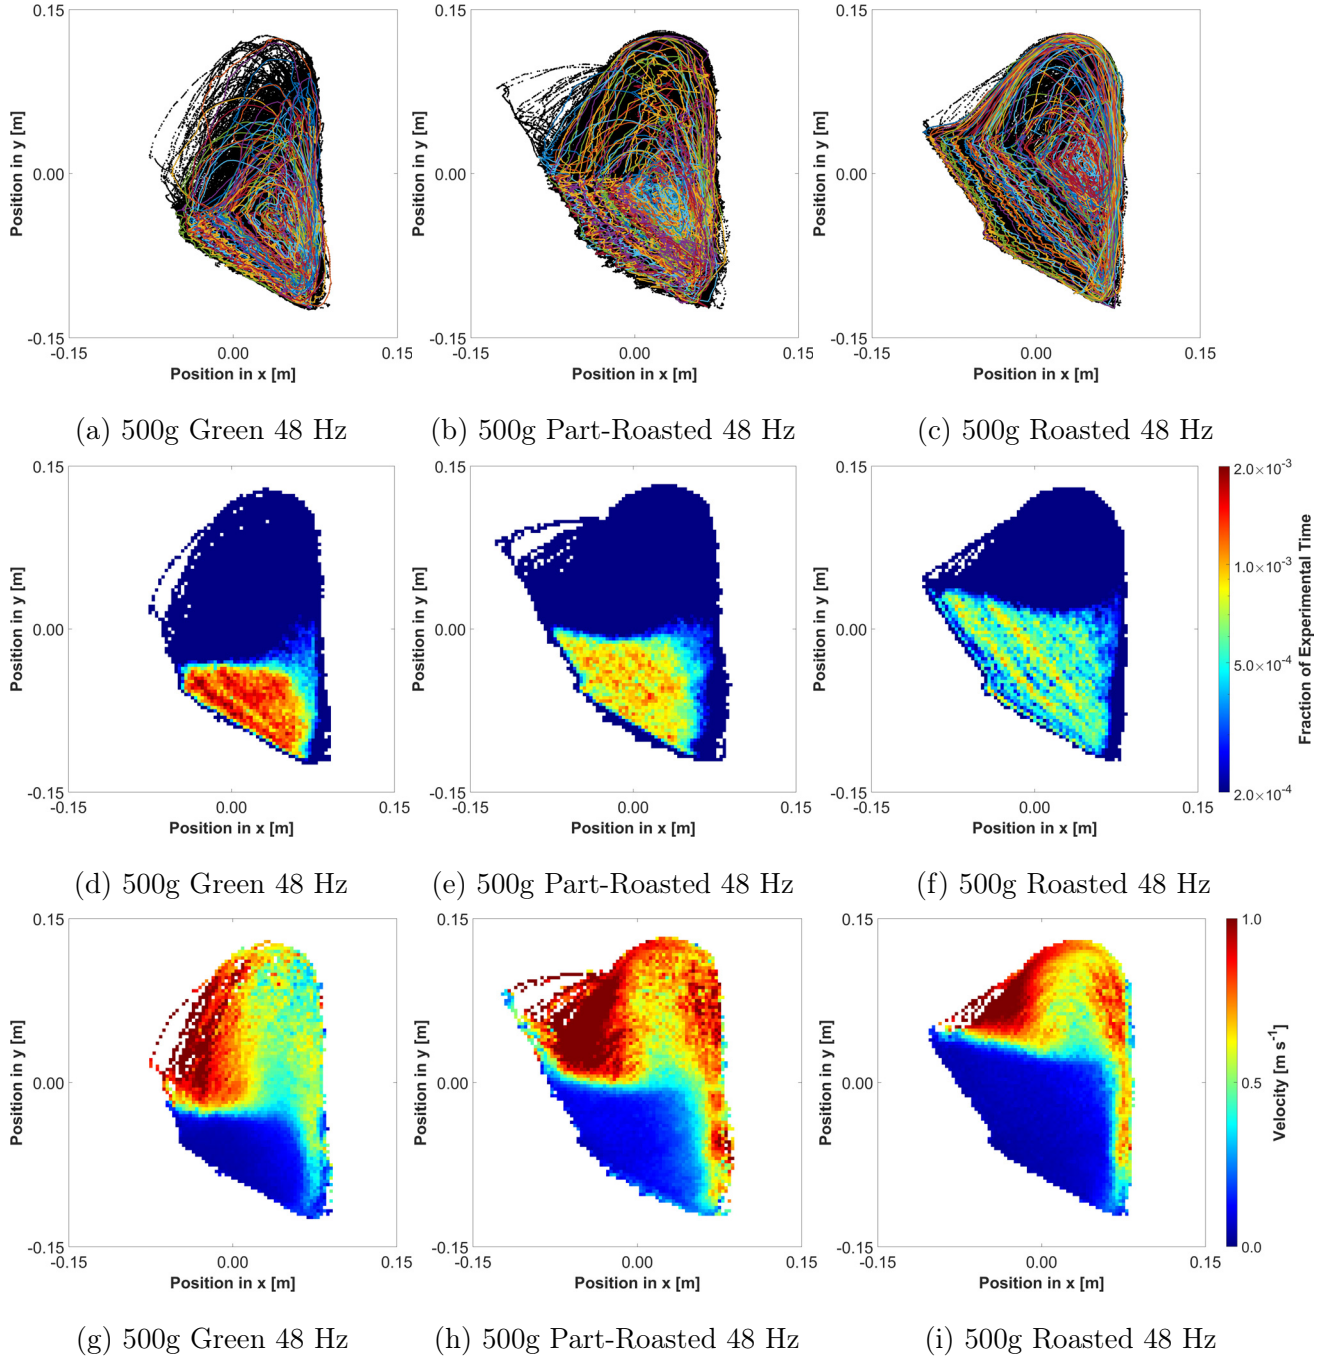 0.15
0.00
-0.15
Position in y [m]
-0.15
0.00
0.15
Position in x [m]
0.15
0.00
-0.15
Position in y [m]
-0.15
0.00
0.15
Position in x [m]
0.15
0.00
-0.15
Position in y [m]
-0.15
0.00
0.15
Position in x [m]
(a) 500g Green 48 Hz
(b) 500g Part-Roasted 48 Hz
(c) 500g Roasted 48 Hz
0.15
0.00
-0.15
Position in y [m]
-0.15
0.00
0.15
Position in x [m]
0.15
0.00
-0.15
Position in y [m]
-0.15
0.00
0.15
Position in x [m]
0.15
0.00
-0.15
Position in y [m]
-0.15
0.00
0.15
Position in x [m]
2.0×10⁻³
1.0×10⁻³
5.0×10⁻⁴
2.0×10⁻⁴
Fraction of Experimental Time
(d) 500g Green 48 Hz
(e) 500g Part-Roasted 48 Hz
(f) 500g Roasted 48 Hz
0.15
0.00
-0.15
Position in y [m]
-0.15
0.00
0.15
Position in x [m]
0.15
0.00
-0.15
Position in y [m]
-0.15
0.00
0.15
Position in x [m]
0.15
0.00
-0.15
Position in y [m]
-0.15
0.00
0.15
Position in x [m]
1.0
0.5
0.0
Velocity [m s⁻¹]
(g) 500g Green 48 Hz
(h) 500g Part-Roasted 48 Hz
(i) 500g Roasted 48 Hz